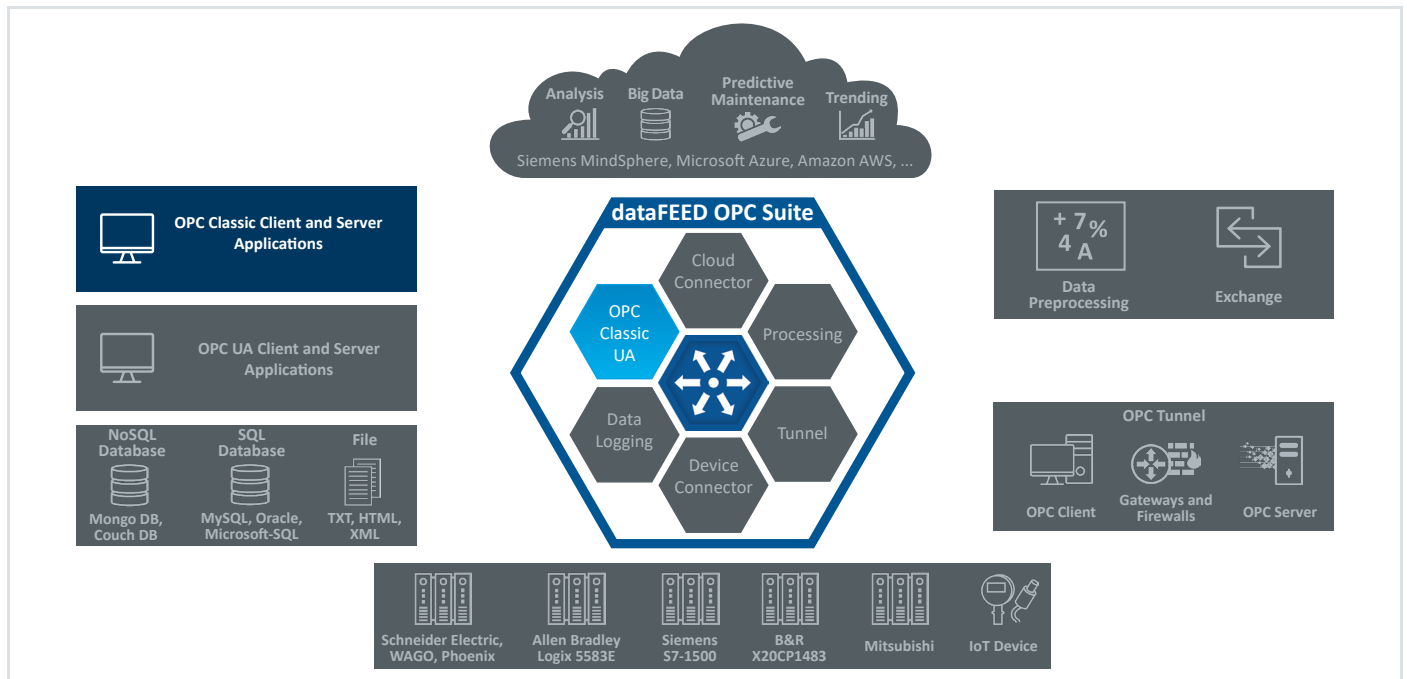 Analysis
Big Data
Predictive
Maintenance
Trending
Siemens MindSphere, Microsoft Azure, Amazon AWS, ...
OPC Classic Client and Server
Applications
OPC UA Client and Server
Applications
NoSQL
Database
Mongo DB,
Couch DB
SQL
Database
MySQL, Oracle,
Microsoft-SQL
File
TXT, HTML,
XML
dataFEED OPC Suite
Cloud
Connector
OPC
Classic
UA
Processing
Data
Logging
Tunnel
Device
Connector
+ 7%
4 A
Data
Preprocessing
Exchange
OPC Tunnel
OPC Client
Gateways and
Firewalls
OPC Server
Schneider Electric,
WAGO, Phoenix
Allen Bradley
Logix 5583E
Siemens
S7-1500
B&R
X20CP1483
Mitsubishi
IoT Device